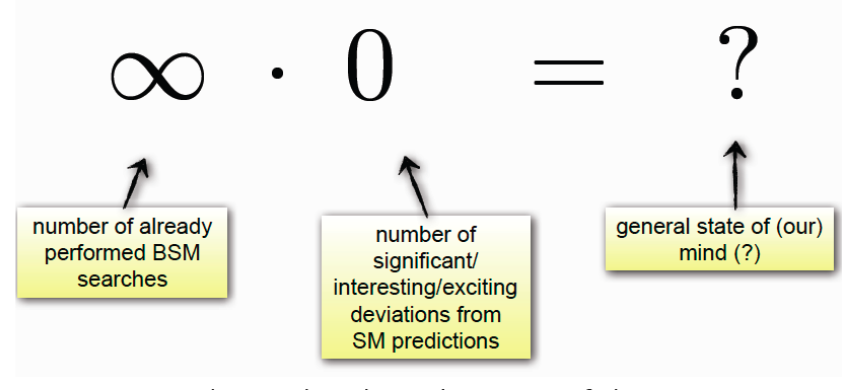 ∞ · 0 = ?
number of already
performed BSM
searches
number of
significant/
interesting/exciting
deviations from
SM predictions
general state of (our)
mind (?)